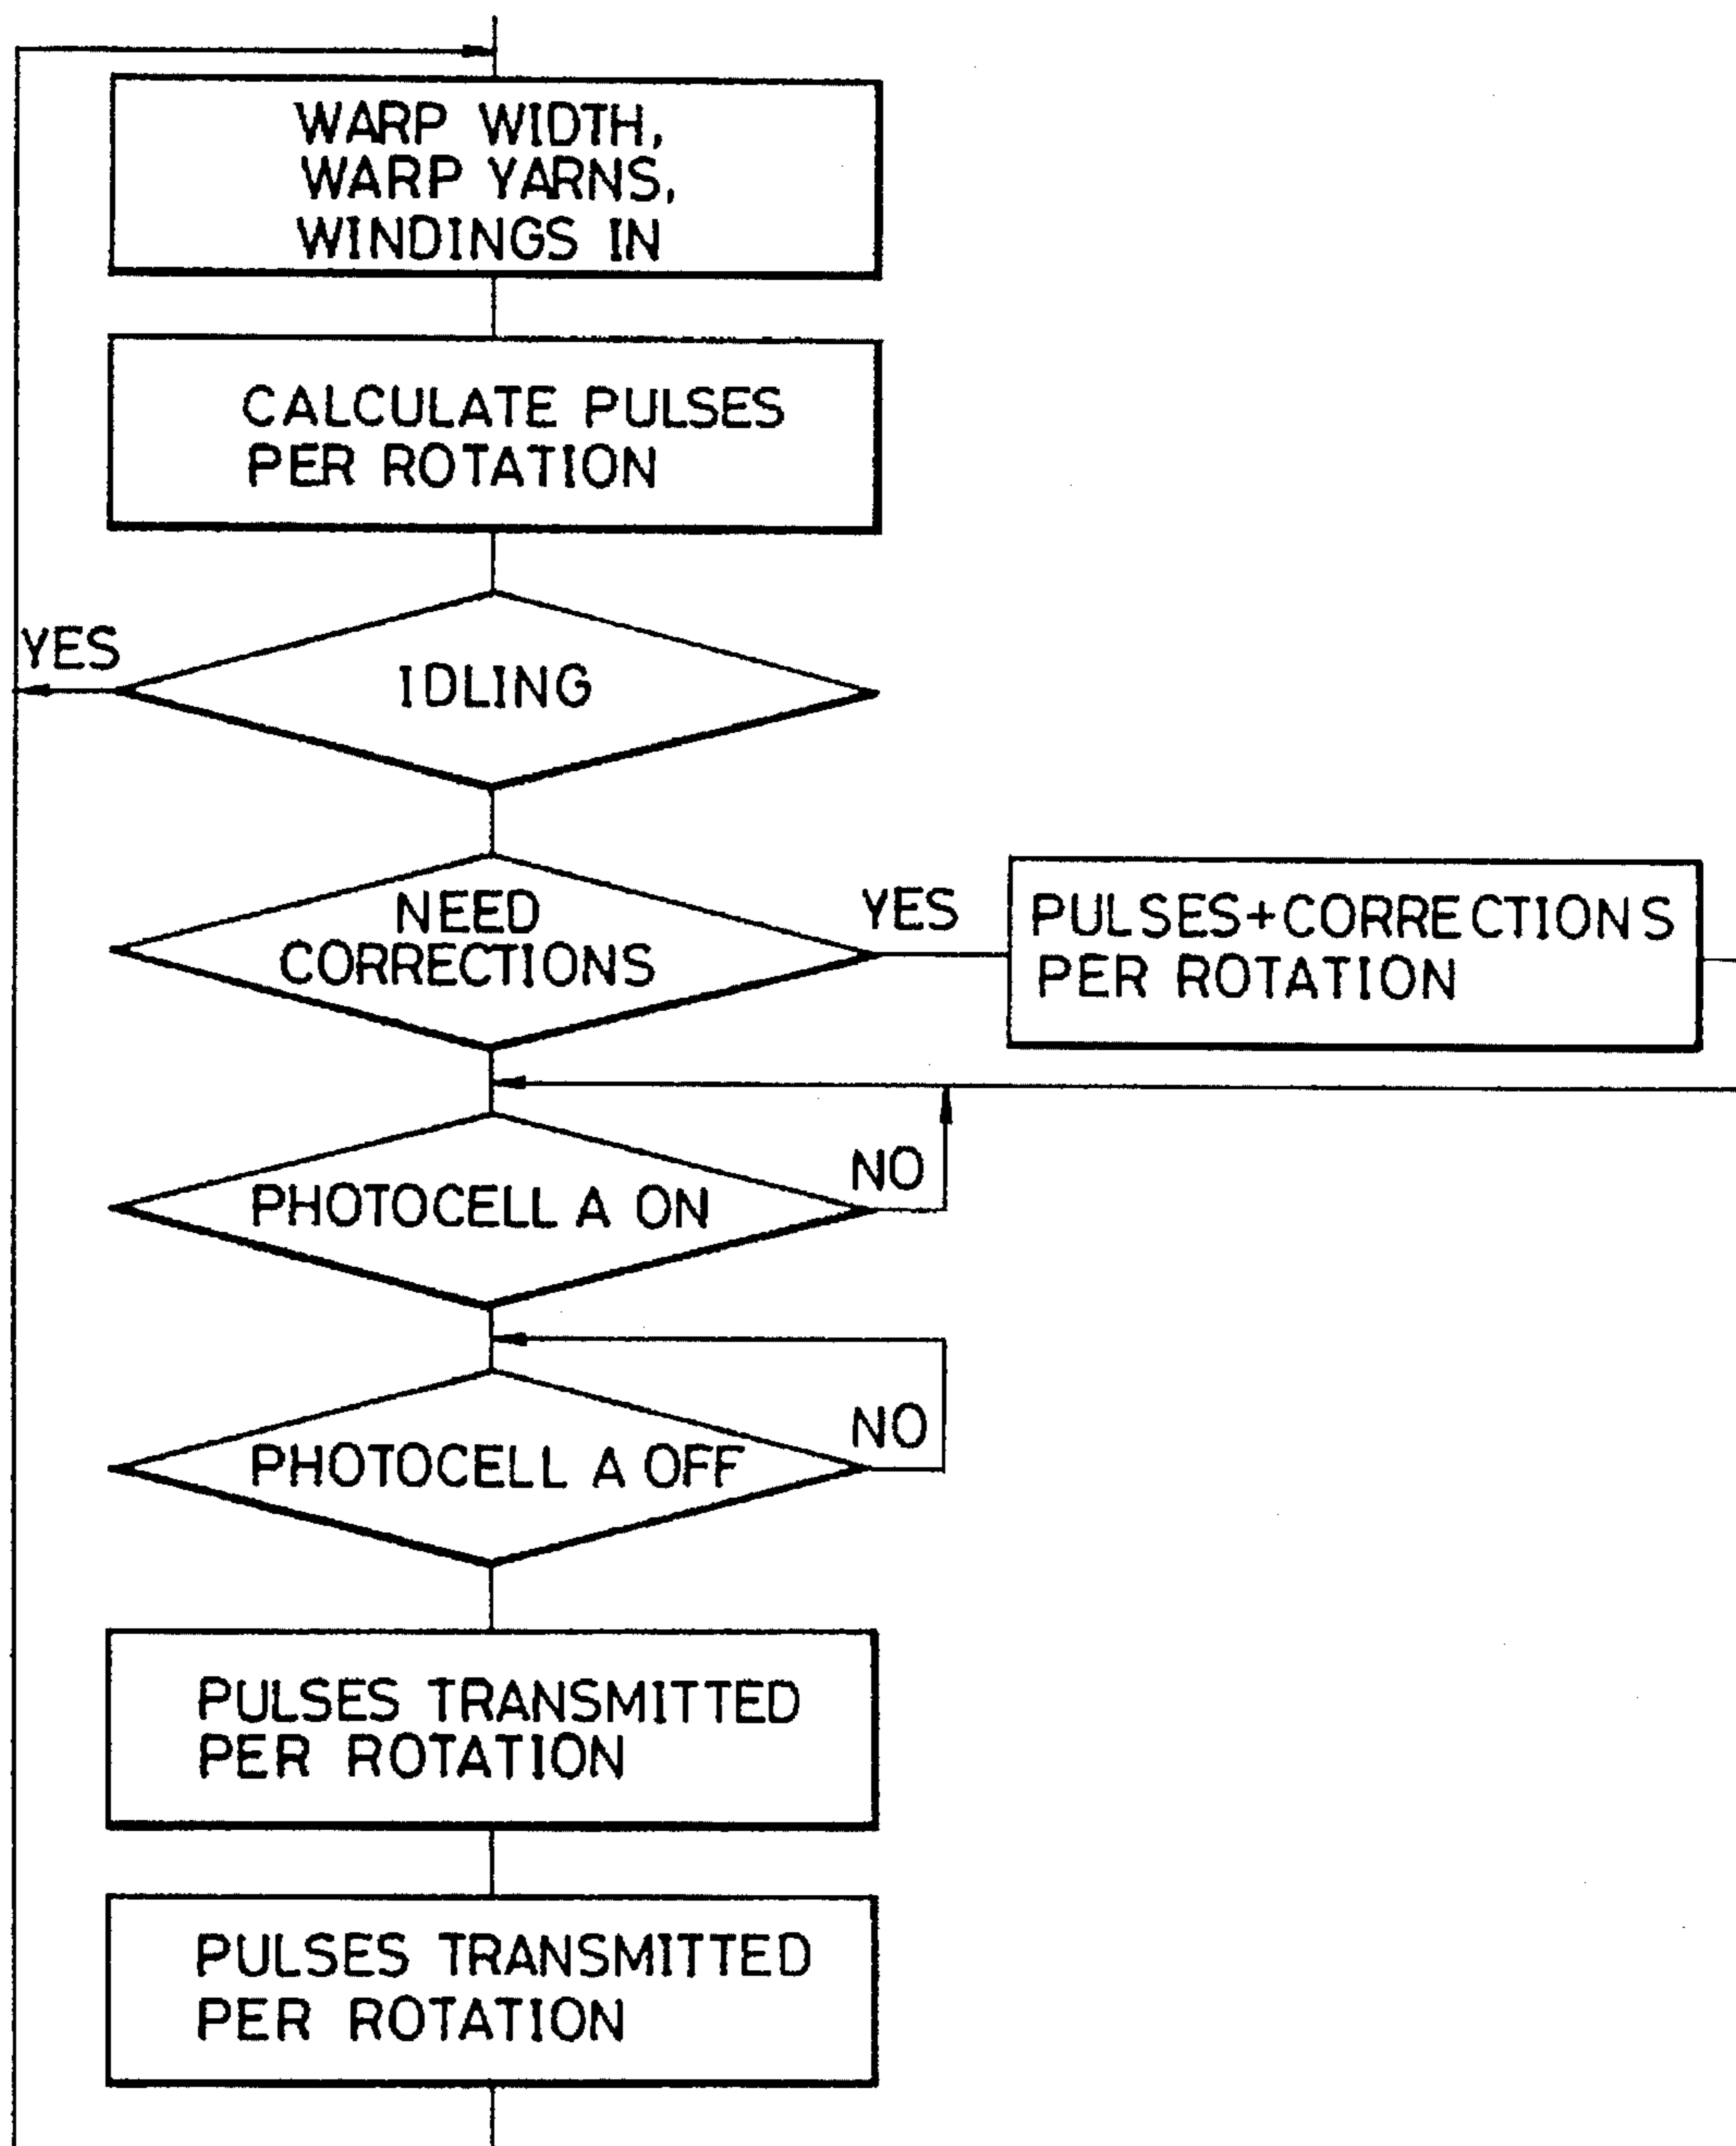 WARP WIDTH,
WARP YARNS,
WINDINGS IN
CALCULATE PULSES
PER ROTATION
YES
IDLING
NEED
CORRECTIONS
YES
PULSES+CORRECTIONS
PER ROTATION
NO
PHOTOCELL A ON
NO
PHOTOCELL A OFF
PULSES TRANSMITTED
PER ROTATION
PULSES TRANSMITTED
PER ROTATION